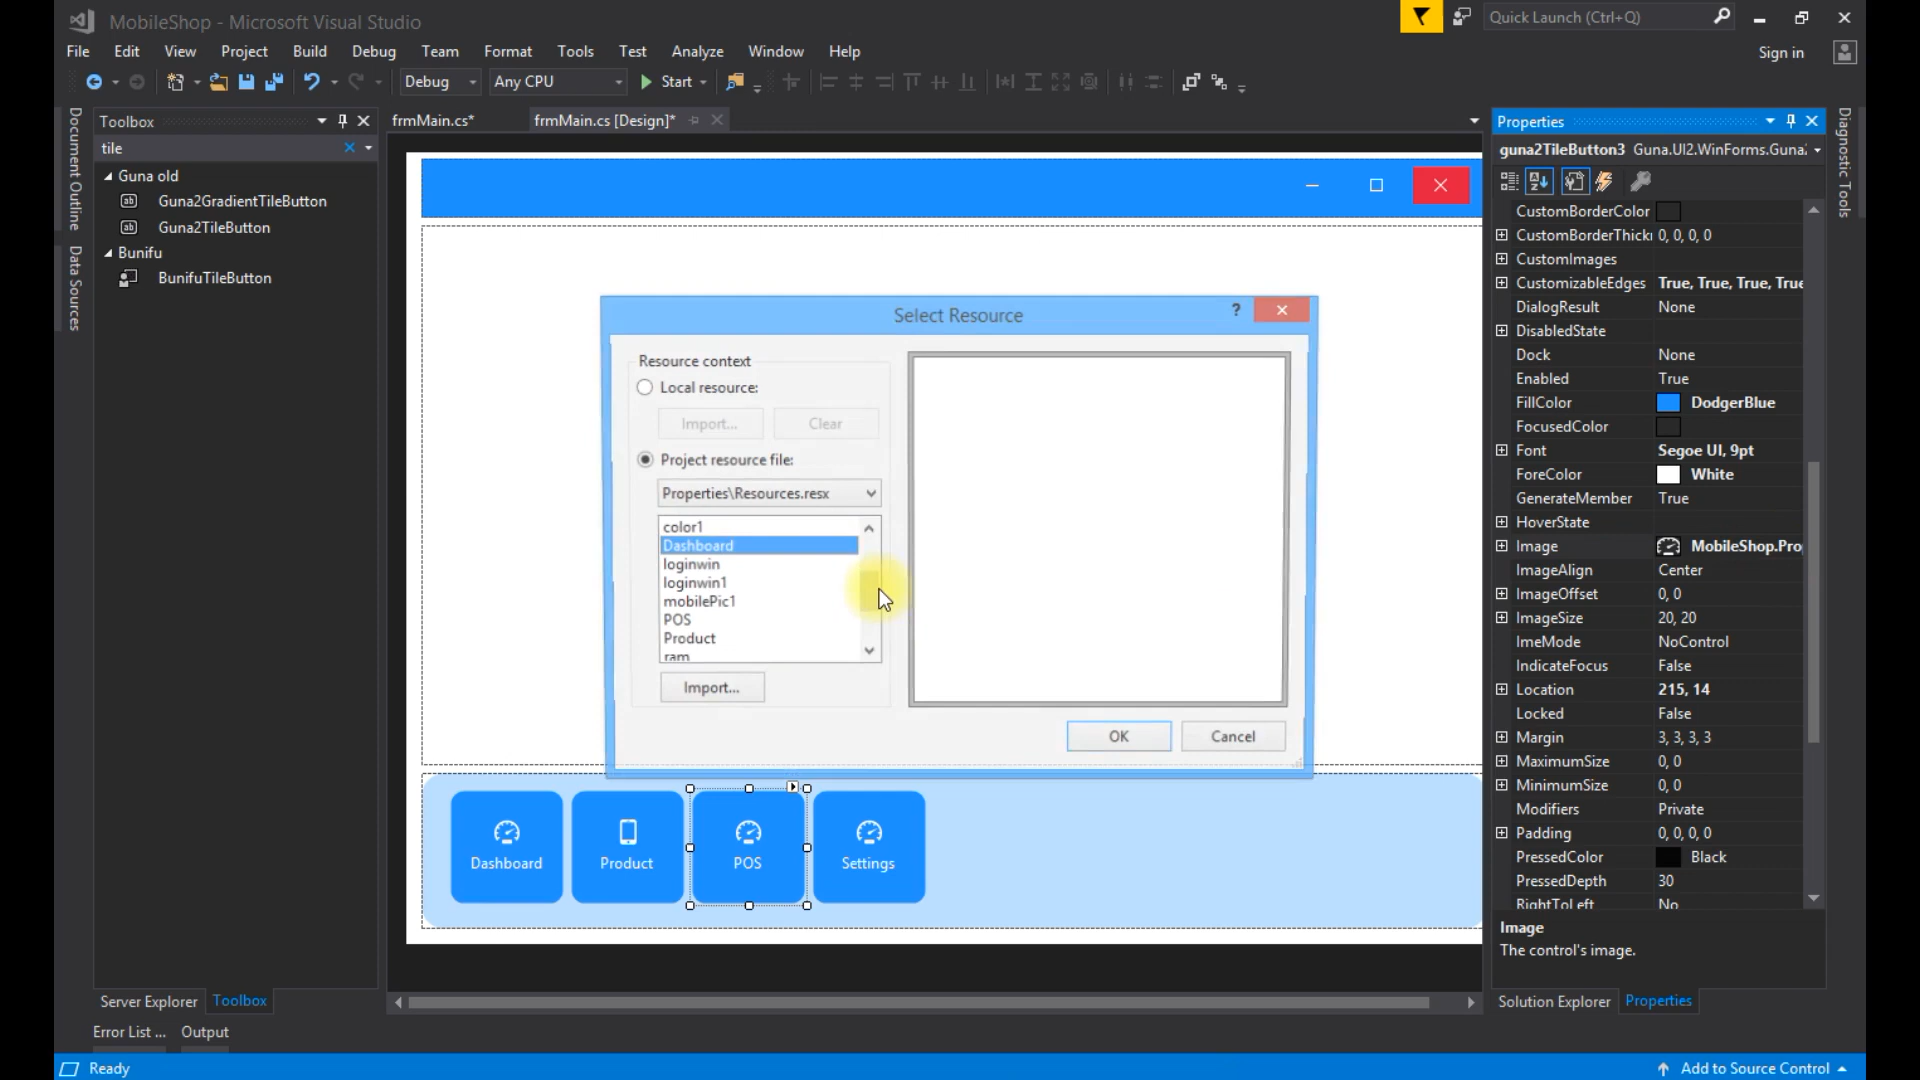 MobileShop - Microsoft Visual Studio
Quick Launch (Ctrl+Q)
File Edit View Project Build Debug Team Format Tools Test Analyze Window Help
Sign in
Debug Any CPU Start
Document Outline
Data Sources
Toolbox
tile
Guna old
Guna2GradientTileButton
Guna2TileButton
Bunifu
BunifuTileButton
frmMain.cs*
frmMain.cs [Design]*
Select Resource
?
Resource context
Local resource:
Import...
Clear
Project resource file:
Properties\Resources.resx
color1
Dashboard
loginwin
loginwin1
mobilePic1
POS
Product
ram
Import...
OK
Cancel
Dashboard
Product
POS
Settings
Properties
guna2TileButton3 Guna.UI2.WinForms.Guna2
CustomBorderColor
CustomBorderThickn 0, 0, 0, 0
CustomImages
CustomizableEdges True, True, True, True
DialogResult None
DisabledState
Dock None
Enabled True
FillColor DodgerBlue
FocusedColor
Font Segoe UI, 9pt
ForeColor White
GenerateMember True
HoverState
Image MobileShop.Pro
ImageAlign Center
ImageOffset 0, 0
ImageSize 20, 20
ImeMode NoControl
IndicateFocus False
Location 215, 14
Locked False
Margin 3, 3, 3, 3
MaximumSize 0, 0
MinimumSize 0, 0
Modifiers Private
Padding 0, 0, 0, 0
PressedColor Black
PressedDepth 30
RightToLeft No
Image
The control's image.
Diagnostic Tools
Server Explorer Toolbox
Solution Explorer Properties
Error List ... Output
Ready
Add to Source Control